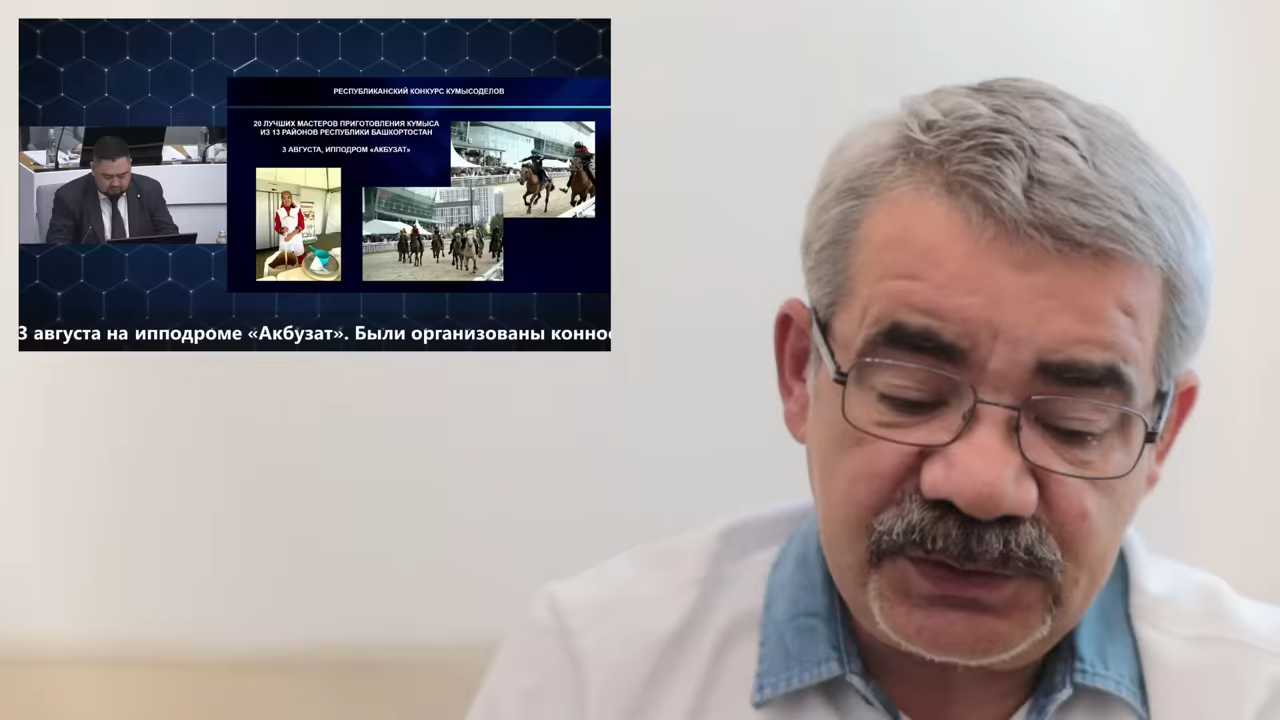 РЕСПУБЛИКАНСКИЙ КОНКУРС КУМЫСОДЕЛОВ
20 ЛУЧШИХ МАСТЕРОВ ПРИГОТОВЛЕНИЯ КУМЫСА
ИЗ 13 РАЙОНОВ РЕСПУБЛИКИ БАШКОРТОСТАН
3 АВГУСТА, ИППОДРОМ «АКБУЗАТ»
3 августа на ипподроме «Акбузат». Были организованы